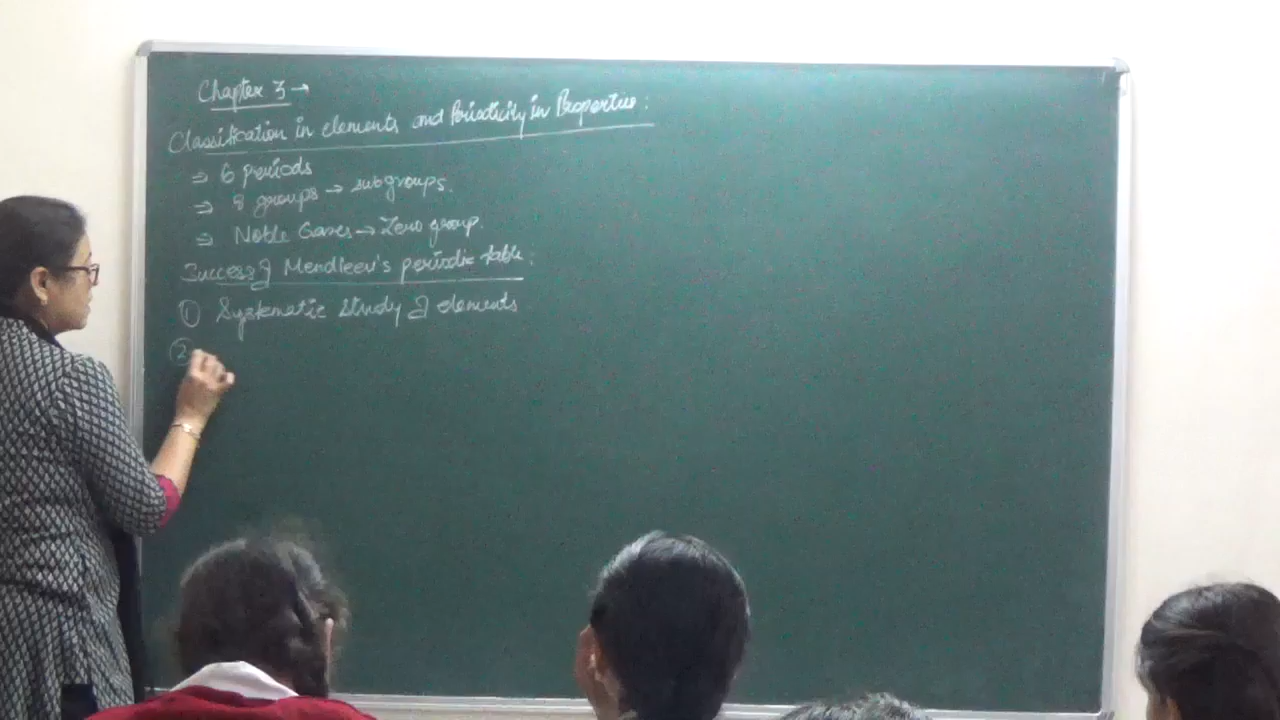 Chapter 3 →
Classification in elements and Periodicity in Properties:
⇒ 6 periods
⇒ 8 groups → subgroups.
⇒ Noble Gases → Zero group.
Success of Mendleev's periodic table:
① Systematic study of elements
②